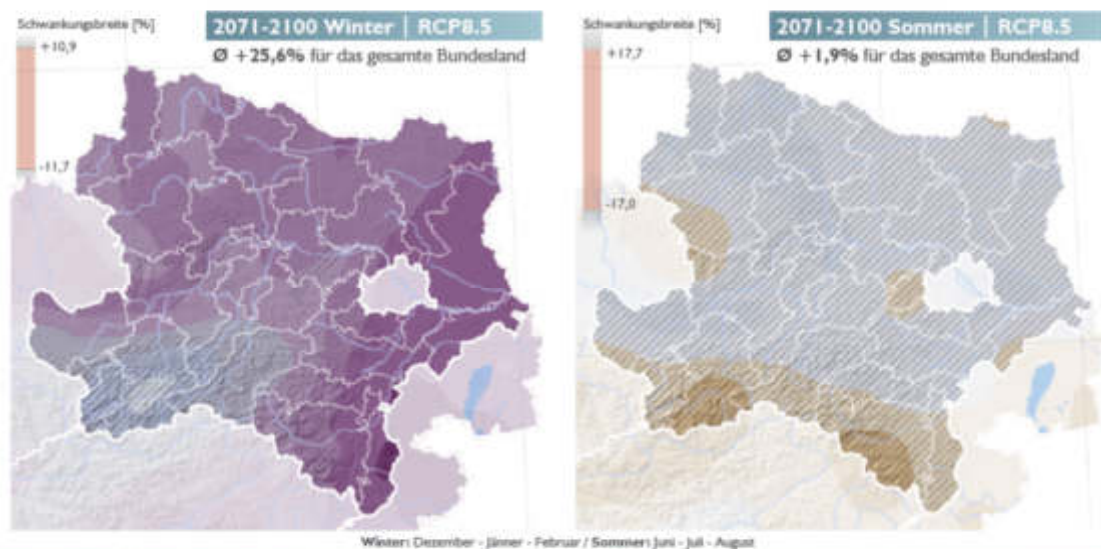 Schwankungsbreite [%]
2071-2100 Winter | RCP8.5
+10,9
Ø +25,6% für das gesamte Bundesland
-11,7
Schwankungsbreite [%]
2071-2100 Sommer | RCP8.5
+17,7
Ø +1,9% für das gesamte Bundesland
-17,0
Winter: Dezember - Jänner - Februar / Sommer: Juni - Juli - August